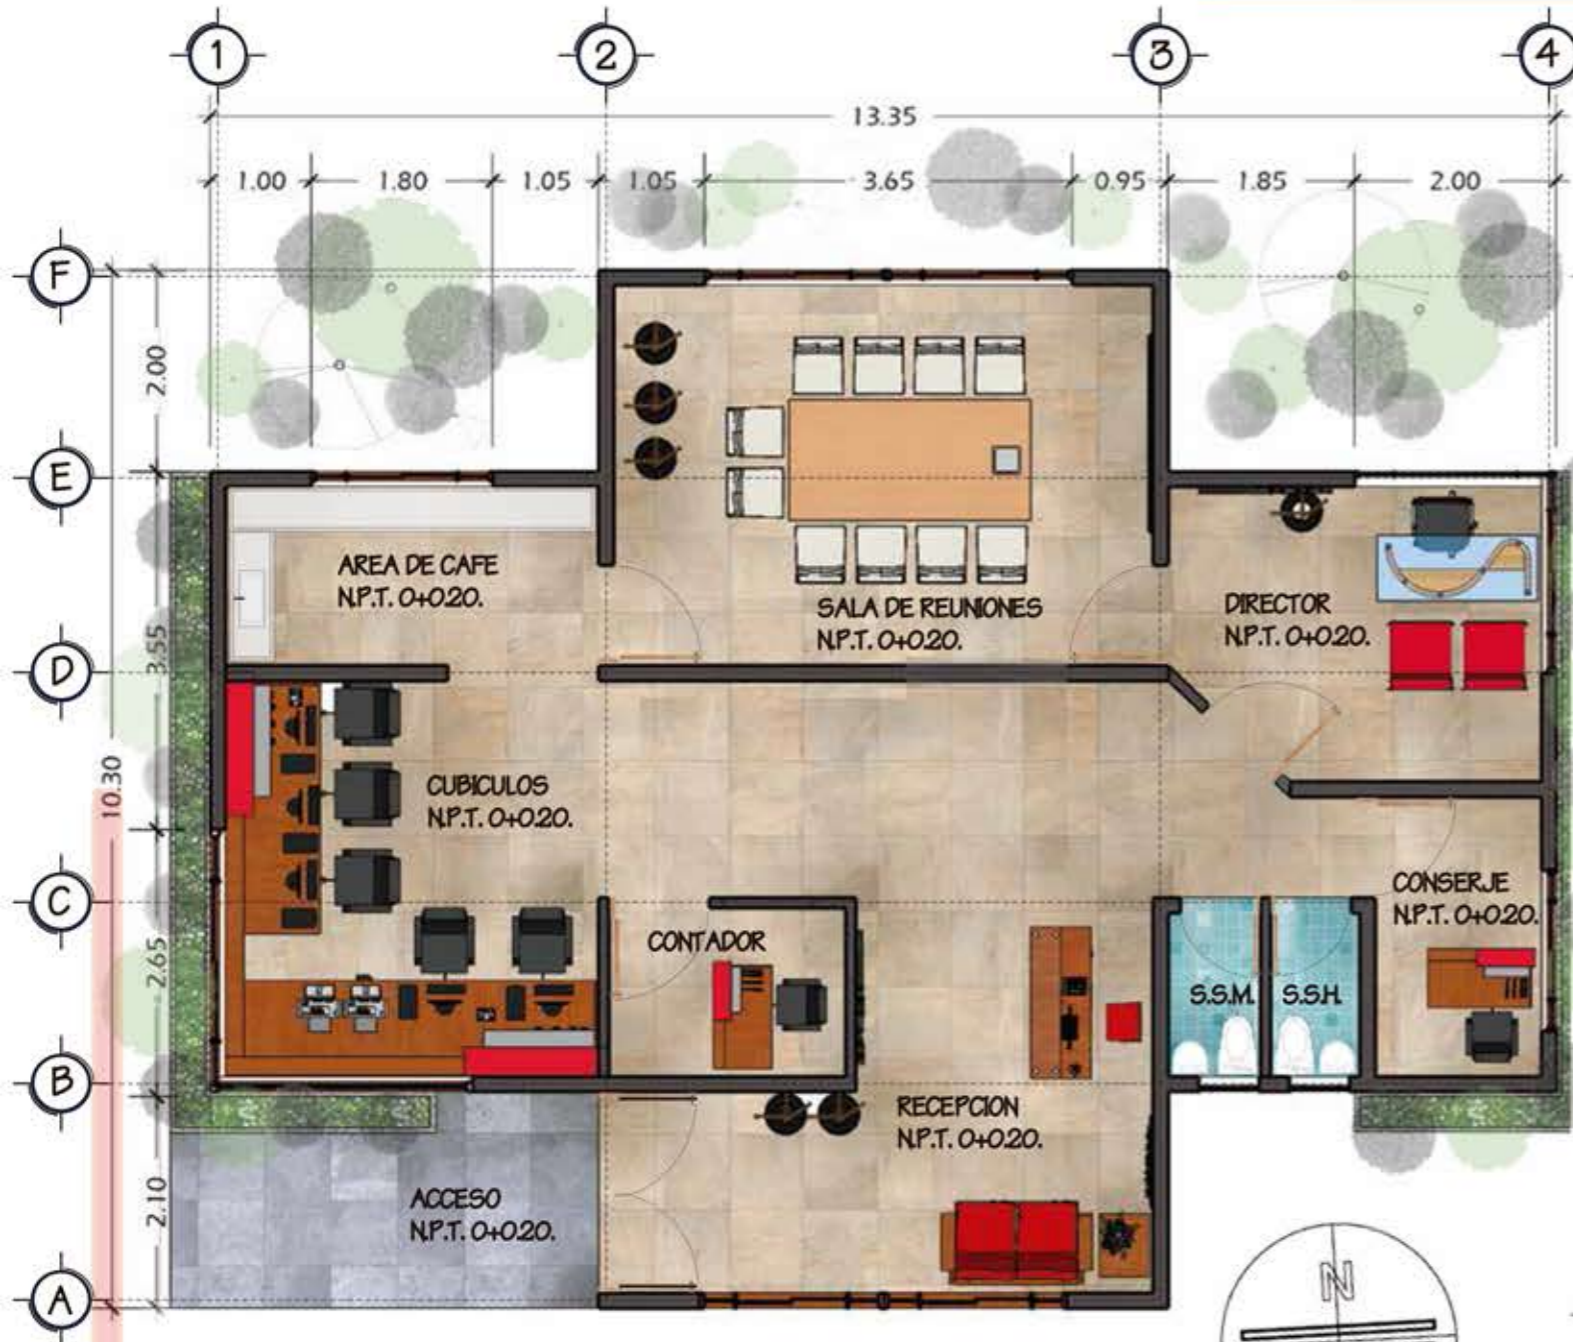 1 2 3 4
13.35
1.00 1.80 1.05 1.05 3.65 0.95 1.85 2.00
F
2.00
E
AREA DE CAFE
N.P.T. 0+0.20.
SALA DE REUNIONES
N.P.T. 0+0.20.
DIRECTOR
N.P.T. 0+0.20.
3.55
D
10.30
CUBICULOS
N.P.T. 0+0.20.
C
CONSERJE
N.P.T. 0+0.20.
CONTADOR
2.65
S.S.M. S.S.H.
B
RECEPCION
N.P.T. 0+0.20.
ACCESO
N.P.T. 0+0.20.
2.10
A
N